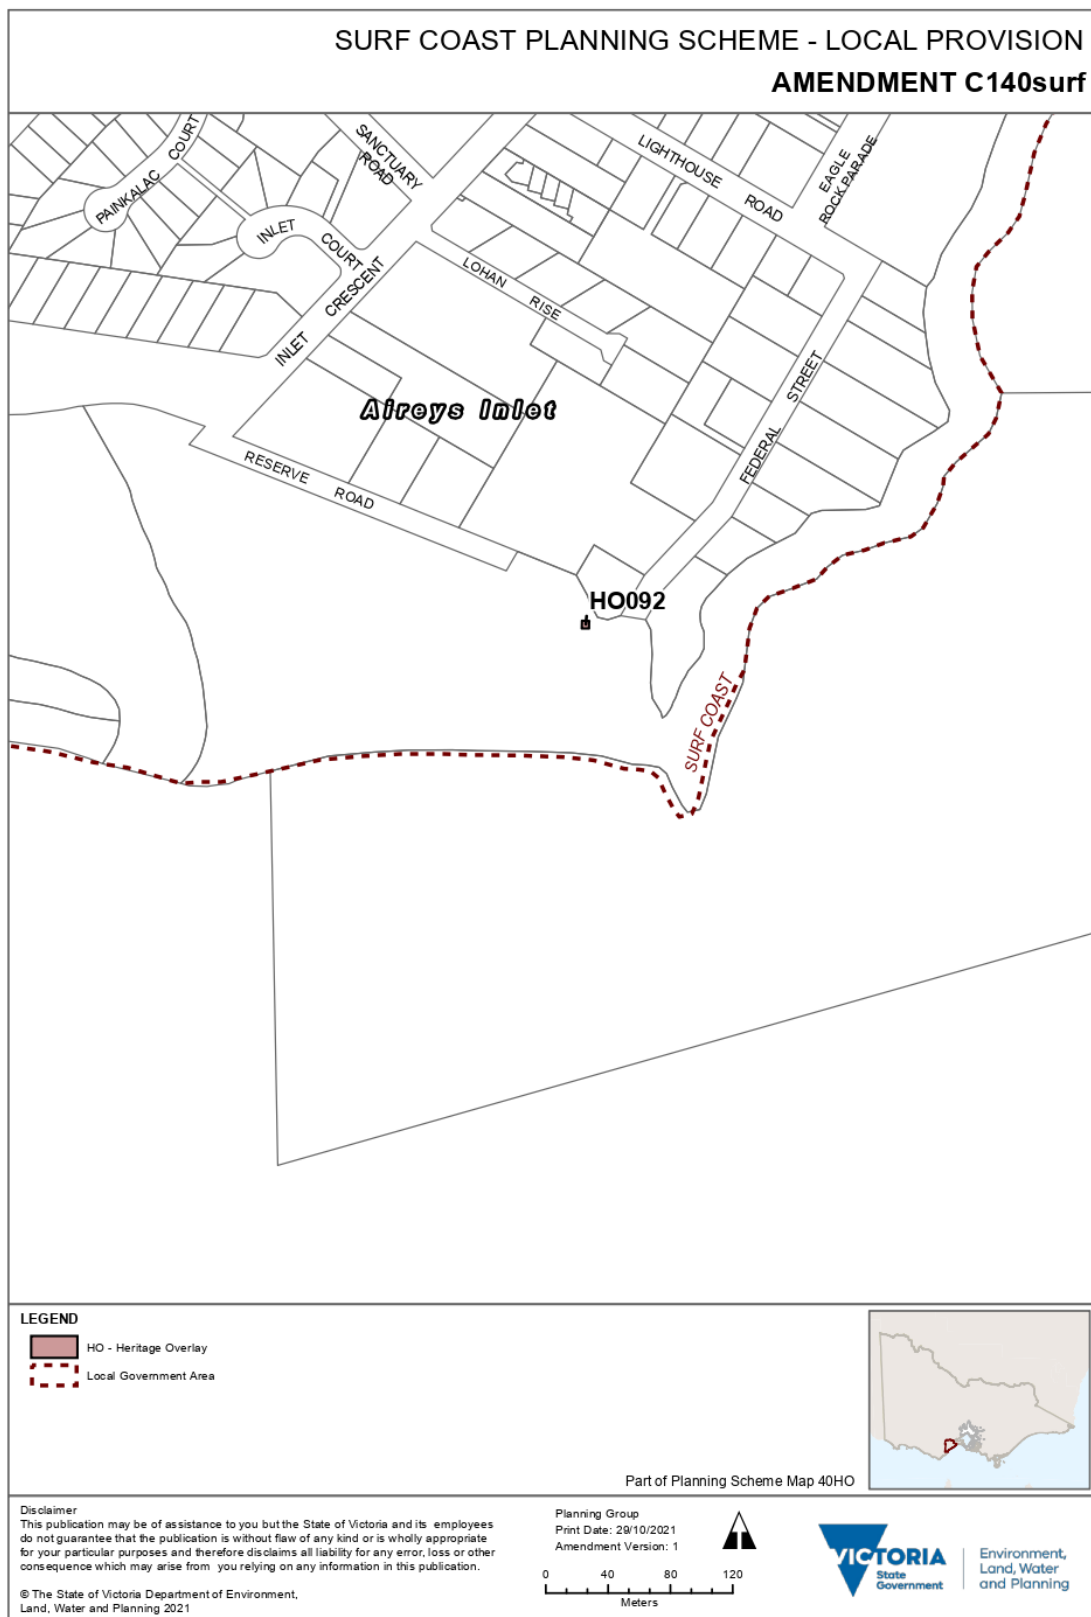 SURF COAST PLANNING SCHEME - LOCAL PROVISION
AMENDMENT C140surf
PAINKALAC COURT
SANCTUARY
ROAD
LIGHTHOUSE ROAD
EAGLE
ROCK PARADE
INLET COURT
LOHAN RISE
INLET CRESCENT
FEDERAL STREET
Aireys Inlet
RESERVE ROAD
HO092
SURF COAST
LEGEND
HO - Heritage Overlay
Local Government Area
Part of Planning Scheme Map 40HO
Disclaimer
This publication may be of assistance to you but the State of Victoria and its employees
do not guarantee that the publication is without flaw of any kind or is wholly appropriate
for your particular purposes and therefore disclaims all liability for any error, loss or other
consequence which may arise from you relying on any information in this publication.
© The State of Victoria Department of Environment,
Land, Water and Planning 2021
Planning Group
Print Date: 29/10/2021
Amendment Version: 1
0 40 80 120
Meters
VICTORIA
State
Government
Environment,
Land, Water
and Planning